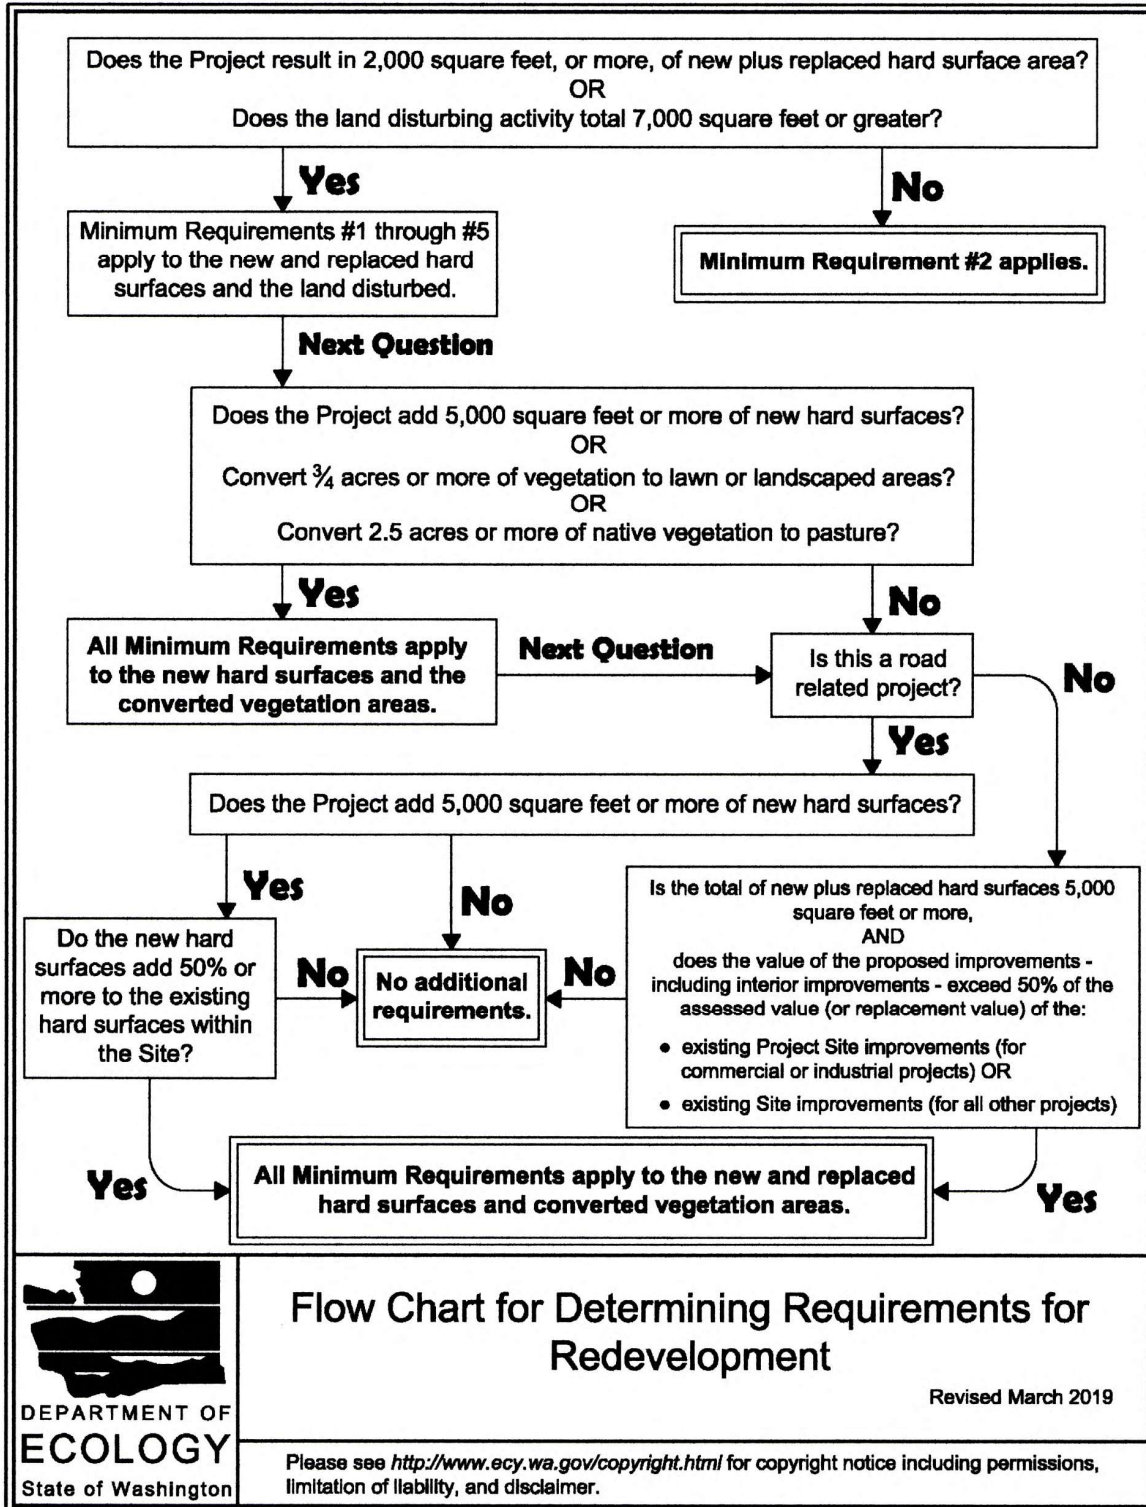 Does the Project result in 2,000 square feet, or more, of new plus replaced hard surface area?
OR
Does the land disturbing activity total 7,000 square feet or greater?
Yes
No
Minimum Requirements #1 through #5
apply to the new and replaced hard
surfaces and the land disturbed.
Minimum Requirement #2 applies.
Next Question
Does the Project add 5,000 square feet or more of new hard surfaces?
OR
Convert ¾ acres or more of vegetation to lawn or landscaped areas?
OR
Convert 2.5 acres or more of native vegetation to pasture?
Yes
No
All Minimum Requirements apply
to the new hard surfaces and the
converted vegetation areas.
Next Question
Is this a road
related project?
No
Yes
Does the Project add 5,000 square feet or more of new hard surfaces?
Yes
No
Do the new hard
surfaces add 50% or
more to the existing
hard surfaces within
the Site?
No
No additional
requirements.
No
Is the total of new plus replaced hard surfaces 5,000
square feet or more,
AND
does the value of the proposed improvements -
including interior improvements - exceed 50% of the
assessed value (or replacement value) of the:
• existing Project Site improvements (for
commercial or industrial projects) OR
• existing Site improvements (for all other projects)
Yes
All Minimum Requirements apply to the new and replaced
hard surfaces and converted vegetation areas.
Yes
DEPARTMENT OF
ECOLOGY
State of Washington
Flow Chart for Determining Requirements for
Redevelopment
Revised March 2019
Please see http://www.ecy.wa.gov/copyright.html for copyright notice including permissions,
limitation of liability, and disclaimer.